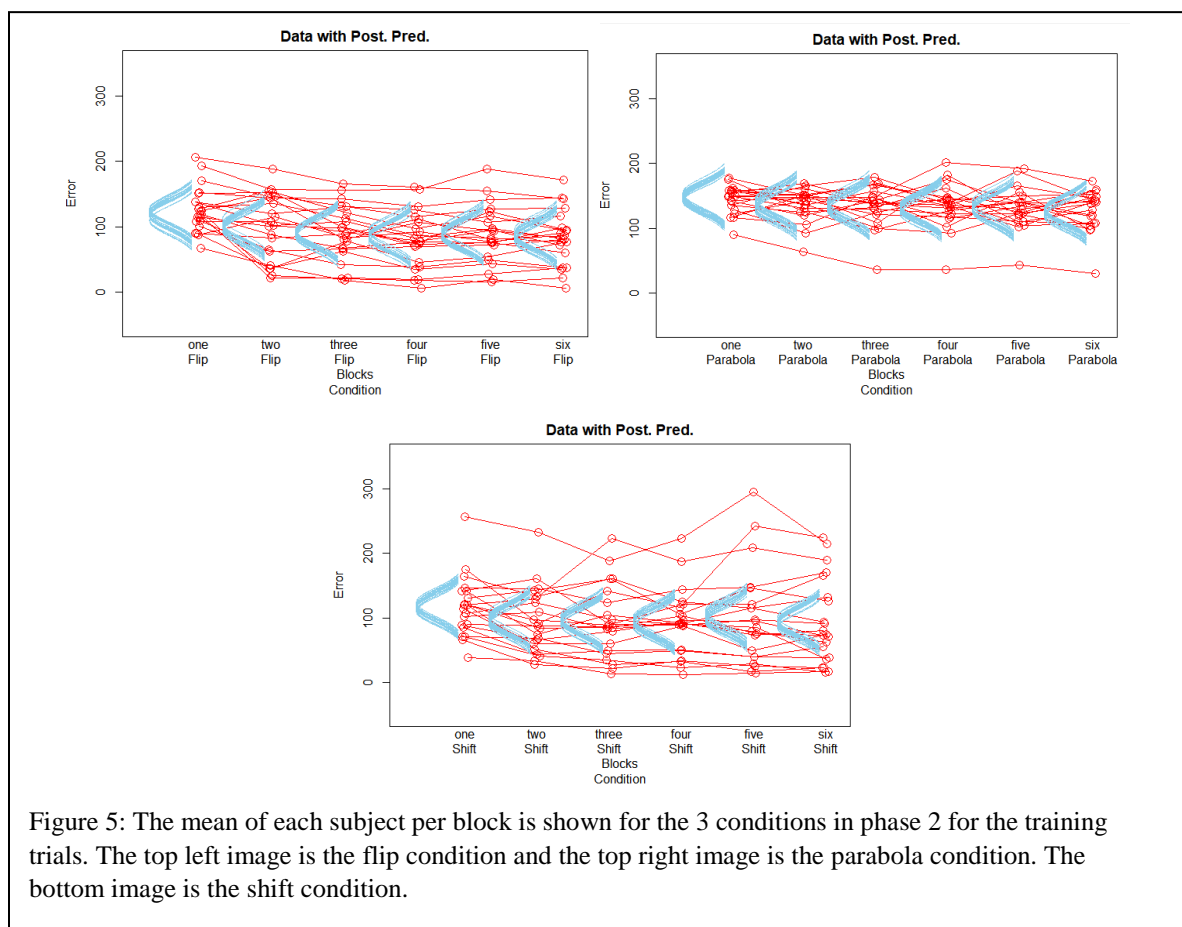 Data with Post. Pred.
300
200
100
0
Error
one two three four five six
Flip Flip Flip Flip Flip Flip
Blocks
Condition
Data with Post. Pred.
300
200
100
0
Error
one two three four five six
Parabola Parabola Parabola Parabola Parabola Parabola
Blocks
Condition
Data with Post. Pred.
300
200
100
0
Error
one two three four five six
Shift Shift Shift Shift Shift Shift
Blocks
Condition
Figure 5: The mean of each subject per block is shown for the 3 conditions in phase 2 for the training
trials. The top left image is the flip condition and the top right image is the parabola condition. The
bottom image is the shift condition.